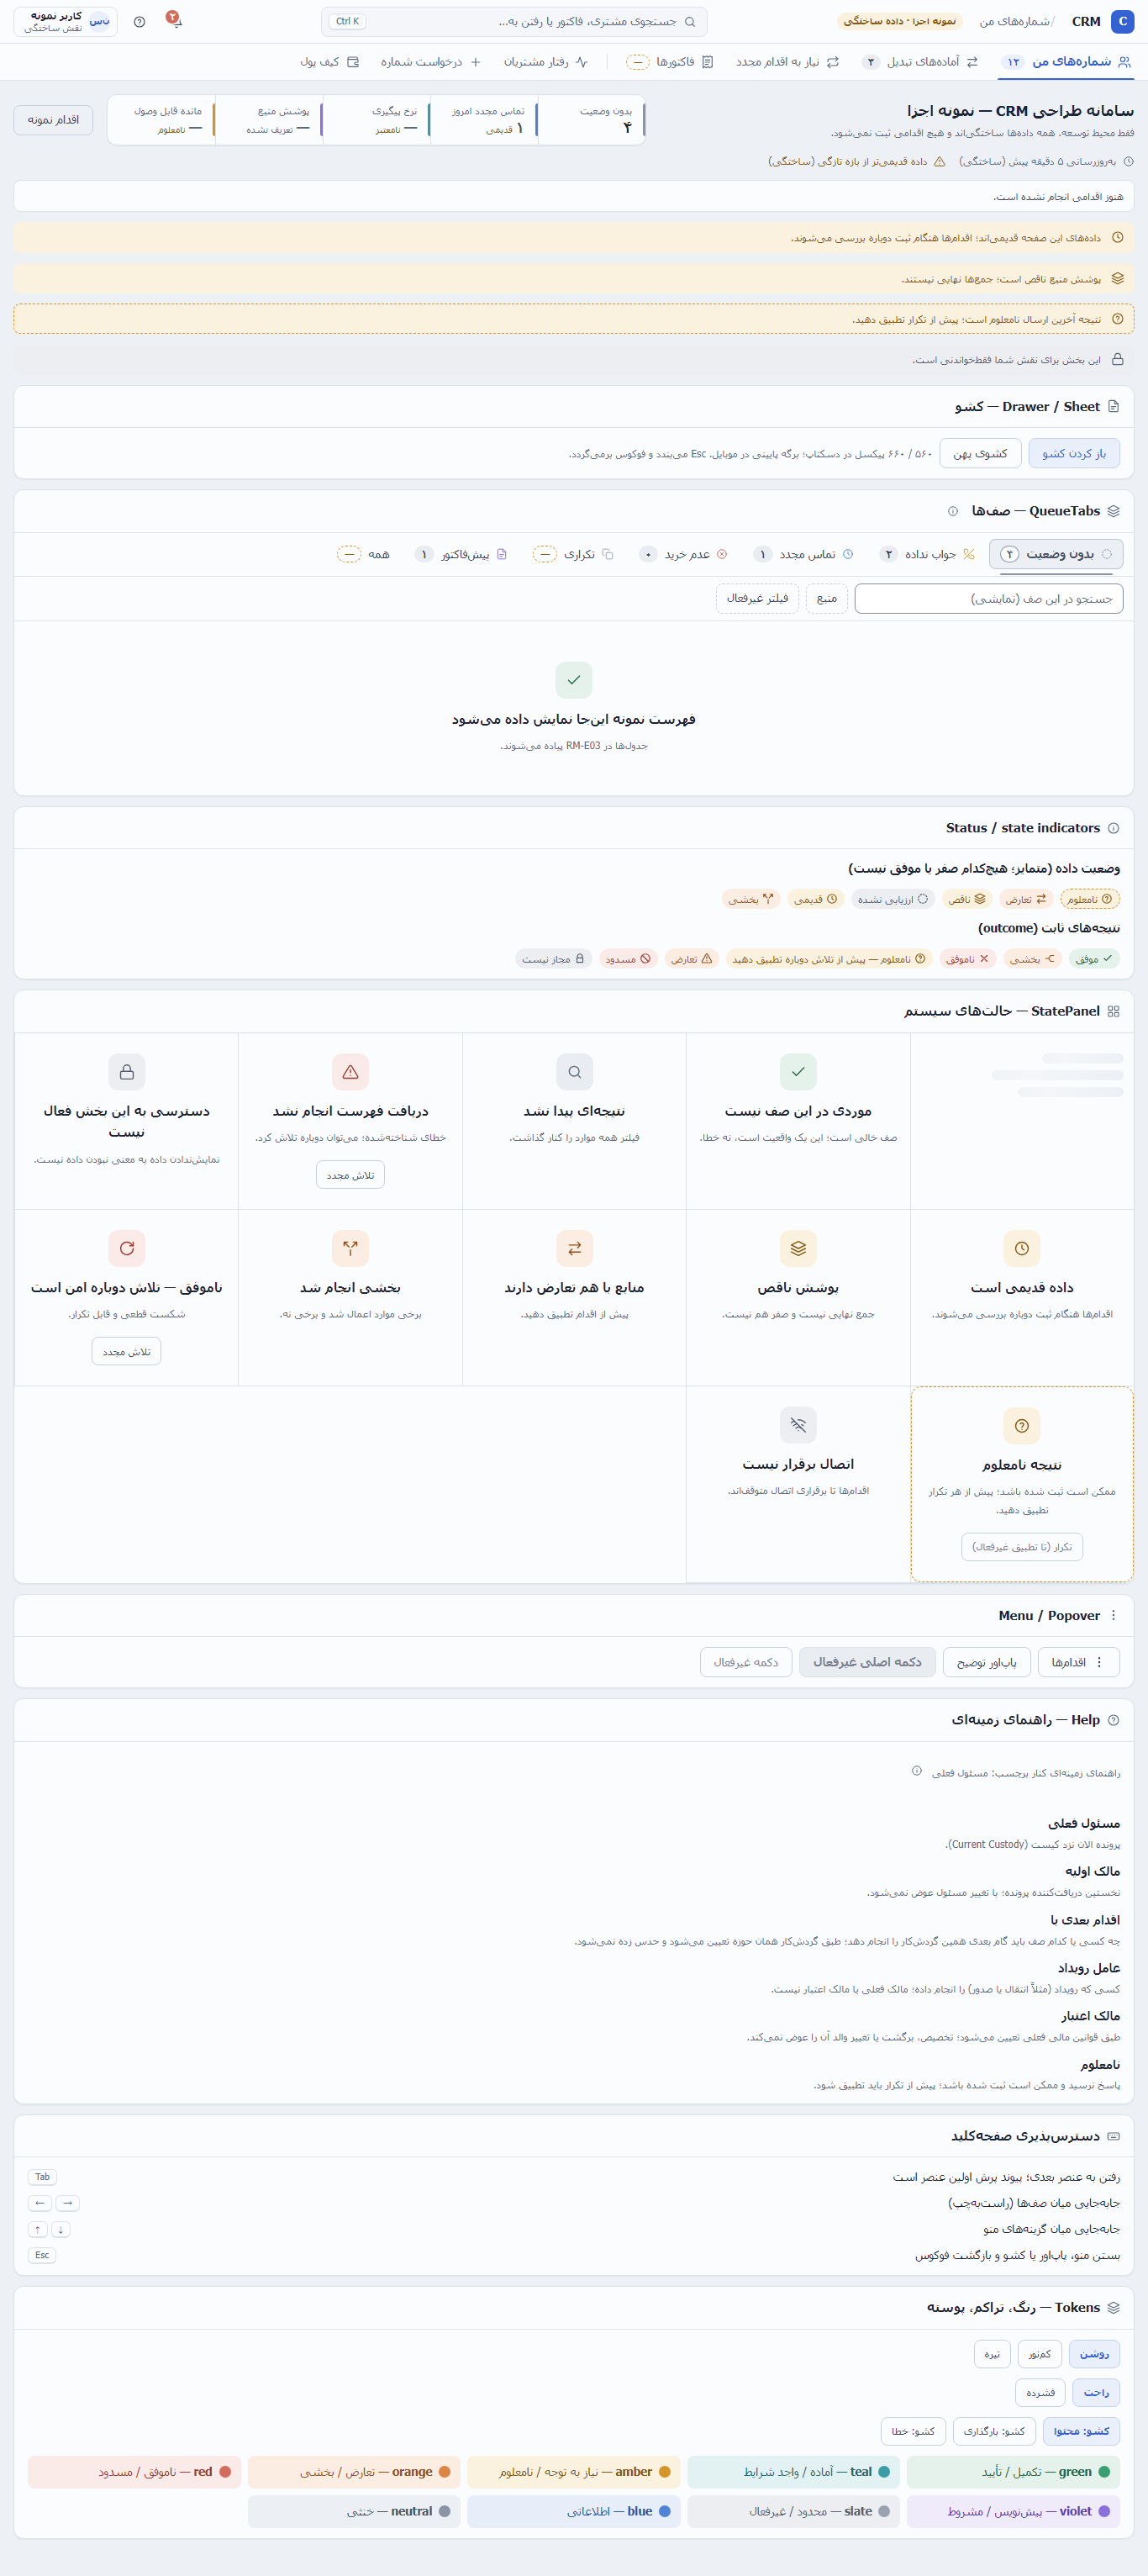 C CRM / شماره‌های من نمونه اجزا · داده ساختگی جستجوی مشتری، فاکتور یا رفتن به... Ctrl K ۳ ن‌س کاربر نمونه
نقش ساختگی
شماره‌های من ۱۲ آماده‌های تبدیل ۳ نیاز به اقدام مجدد فاکتورها — رفتار مشتریان درخواست شماره کیف پول
سامانه طراحی CRM — نمونه اجزا
فقط محیط توسعه. همه داده‌ها ساختگی‌اند و هیچ اقدامی ثبت نمی‌شود.
بدون وضعیت
۴
تماس مجدد امروز
۱ قدیمی
نرخ پیگیری
— نامعتبر
پوشش منبع
— تعریف نشده
مانده قابل وصول
— نامعلوم
اقدام نمونه
به‌روزرسانی ۵ دقیقه پیش (ساختگی) داده قدیمی‌تر از بازه تازگی (ساختگی)
هنوز اقدامی انجام نشده است.
داده‌های این صفحه قدیمی‌اند؛ اقدام‌ها هنگام ثبت دوباره بررسی می‌شوند.
پوشش منبع ناقص است؛ جمع‌ها نهایی نیستند.
نتیجه آخرین ارسال نامعلوم است؛ پیش از تکرار تطبیق دهید.
این بخش برای نقش شما فقط‌خواندنی است.
Drawer / Sheet — کشو
باز کردن کشو کشوی پهن ۵۶۰ / ۶۶۰ پیکسل در دسکتاپ؛ برگه پایینی در موبایل. Esc می‌بندد و فوکوس برمی‌گردد.
QueueTabs — صف‌ها
بدون وضعیت ۴ جواب نداده ۲ تماس مجدد ۱ عدم خرید ۰ تکراری — پیش‌فاکتور ۱ همه —
جستجو در این صف (نمایشی) منبع فیلتر غیرفعال
فهرست نمونه این‌جا نمایش داده می‌شود
جدول‌ها در RM-E03 پیاده می‌شوند.
Status / state indicators
وضعیت داده (متمایز؛ هیچ‌کدام صفر یا موفق نیست)
نامعلوم تعارض ناقص ارزیابی نشده قدیمی بخشی
نتیجه‌های ثابت (outcome)
موفق بخشی ناموفق نامعلوم — پیش از تلاش دوباره تطبیق دهید تعارض مسدود مجاز نیست
StatePanel — حالت‌های سیستم
موردی در این صف نیست
صف خالی است؛ این یک واقعیت است، نه خطا.
نتیجه‌ای پیدا نشد
فیلتر همه موارد را کنار گذاشت.
دریافت فهرست انجام نشد
خطای شناخته‌شده؛ می‌توان دوباره تلاش کرد.
تلاش مجدد
دسترسی به این بخش فعال
نیست
نمایش‌ندادن داده به معنی نبودن داده نیست.
داده قدیمی است
اقدام‌ها هنگام ثبت دوباره بررسی می‌شوند.
پوشش ناقص
جمع نهایی نیست و صفر هم نیست.
منابع با هم تعارض دارند
پیش از اقدام تطبیق دهید.
بخشی انجام شد
برخی موارد اعمال شد و برخی نه.
ناموفق — تلاش دوباره امن است
شکست قطعی و قابل تکرار.
تلاش مجدد
نتیجه نامعلوم
ممکن است ثبت شده باشد؛ پیش از هر تکرار
تطبیق دهید.
تکرار (تا تطبیق غیرفعال)
اتصال برقرار نیست
اقدام‌ها تا برقراری اتصال متوقف‌اند.
Menu / Popover
اقدام‌ها پاپ‌اور توضیح دکمه اصلی غیرفعال دکمه غیرفعال
Help — راهنمای زمینه‌ای
راهنمای زمینه‌ای کنار برچسب: مسئول فعلی
مسئول فعلی
پرونده الان نزد کیست (Current Custody).
مالک اولیه
نخستین دریافت‌کننده پرونده؛ با تغییر مسئول عوض نمی‌شود.
اقدام بعدی با
چه کسی یا کدام صف باید گام بعدی همین گردش‌کار را انجام دهد؛ طبق گردش‌کار همان حوزه تعیین می‌شود و حدس زده نمی‌شود.
عامل رویداد
کسی که رویداد (مثلاً انتقال یا صدور) را انجام داده؛ مالک فعلی یا مالک اعتبار نیست.
مالک اعتبار
طبق قوانین مالی فعلی تعیین می‌شود؛ تخصیص، برگشت یا تغییر والد آن را عوض نمی‌کند.
نامعلوم
پاسخ نرسید و ممکن است ثبت شده باشد؛ پیش از تکرار باید تطبیق شود.
دسترس‌پذیری صفحه‌کلید
رفتن به عنصر بعدی؛ پیوند پرش اولین عنصر است Tab
جابه‌جایی میان صف‌ها (راست‌به‌چپ) → ←
جابه‌جایی میان گزینه‌های منو ↓ ↑
بستن منو، پاپ‌اور یا کشو و بازگشت فوکوس Esc
Tokens — رنگ، تراکم، پوسته
روشن کم‌نور تیره
راحت فشرده
کشو: محتوا کشو: بارگذاری کشو: خطا
green — تکمیل / تأیید teal — آماده / واجد شرایط amber — نیاز به توجه / نامعلوم orange — تعارض / بخشی red — ناموفق / مسدود
violet — پیش‌نویس / مشروط slate — محدود / غیرفعال blue — اطلاعاتی neutral — خنثی